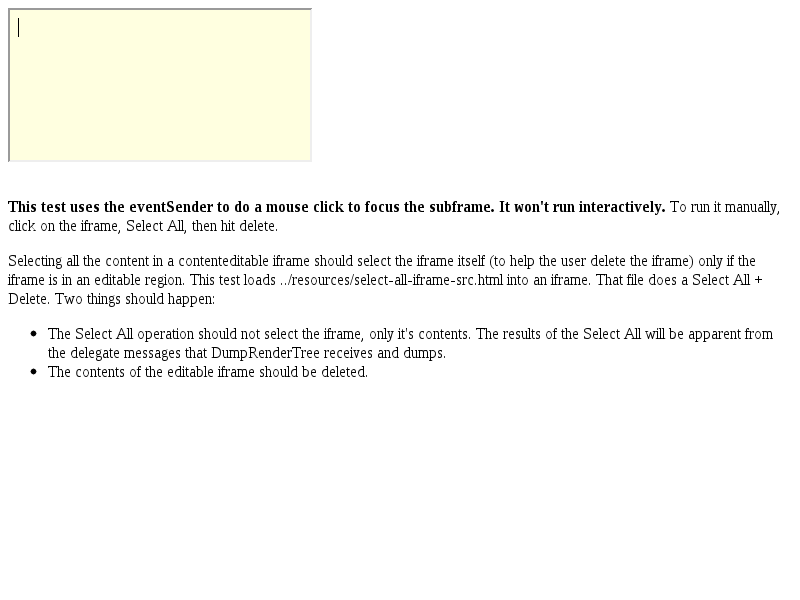 This test uses the eventSender to do a mouse click to focus the subframe. It won't run interactively. To run it manually,
click on the iframe, Select All, then hit delete.
Selecting all the content in a contenteditable iframe should select the iframe itself (to help the user delete the iframe) only if the
iframe is in an editable region. This test loads ../resources/select-all-iframe-src.html into an iframe. That file does a Select All +
Delete. Two things should happen:
The Select All operation should not select the iframe, only it's contents. The results of the Select All will be apparent from
the delegate messages that DumpRenderTree receives and dumps.
The contents of the editable iframe should be deleted.